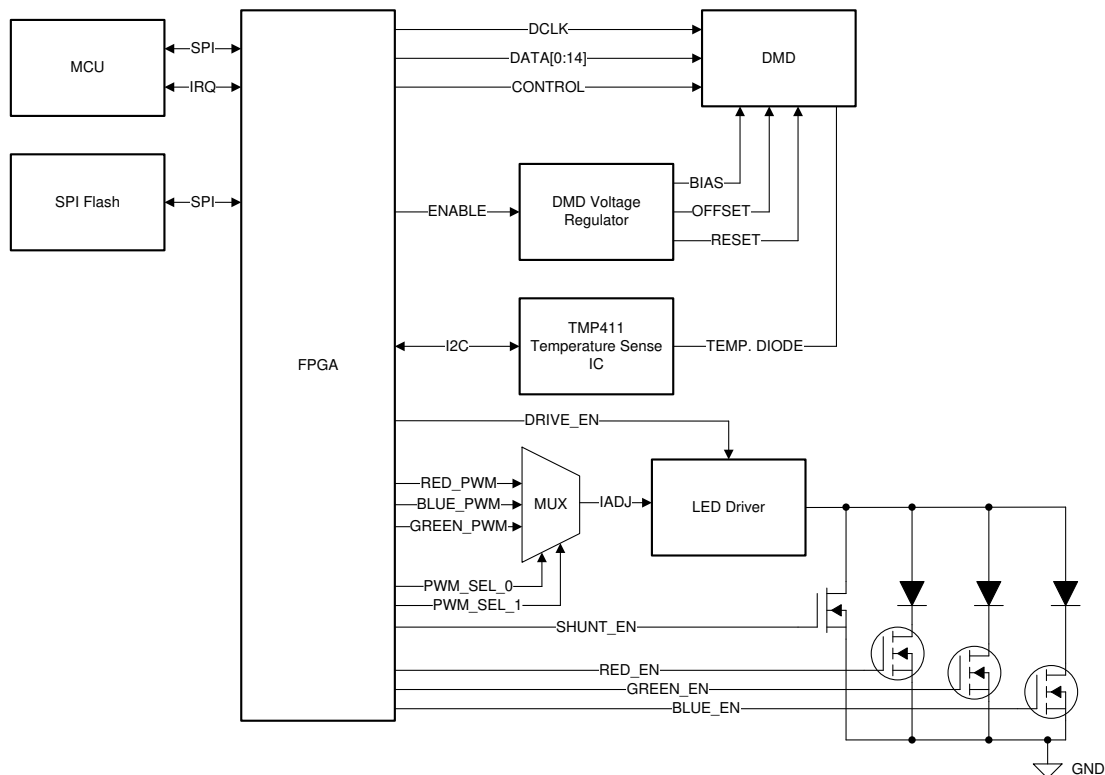 DCLK
DATA[0:14]
CONTROL
DMD
MCU
SPI
IRQ
SPI Flash
SPI
FPGA
ENABLE
DMD Voltage
Regulator
BIAS
OFFSET
RESET
I2C
TMP411
Temperature Sense
IC
TEMP. DIODE
DRIVE_EN
RED_PWM
BLUE_PWM
GREEN_PWM
MUX
IADJ
LED Driver
PWM_SEL_0
PWM_SEL_1
SHUNT_EN
RED_EN
GREEN_EN
BLUE_EN
GND